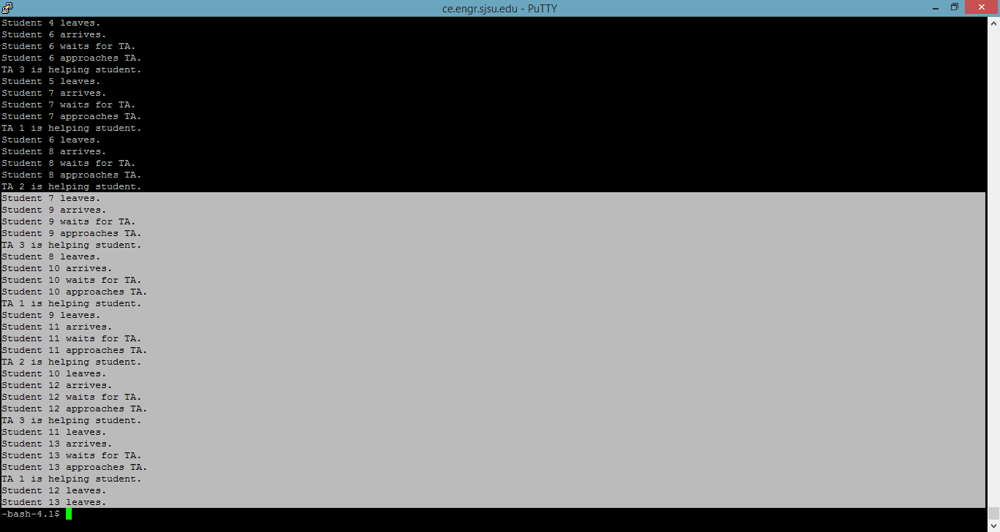 ce.engr.sjsu.edu - PuTTY
Student 4 leaves.
Student 6 arrives.
Student 6 waits for TA.
Student 6 approaches TA.
TA 3 is helping student.
Student 5 leaves.
Student 7 arrives.
Student 7 waits for TA.
Student 7 approaches TA.
TA 1 is helping student.
Student 6 leaves.
Student 8 arrives.
Student 8 waits for TA.
Student 8 approaches TA.
TA 2 is helping student.
Student 7 leaves.
Student 9 arrives.
Student 9 waits for TA.
Student 9 approaches TA.
TA 3 is helping student.
Student 8 leaves.
Student 10 arrives.
Student 10 waits for TA.
Student 10 approaches TA.
TA 1 is helping student.
Student 9 leaves.
Student 11 arrives.
Student 11 waits for TA.
Student 11 approaches TA.
TA 2 is helping student.
Student 10 leaves.
Student 12 arrives.
Student 12 waits for TA.
Student 12 approaches TA.
TA 3 is helping student.
Student 11 leaves.
Student 13 arrives.
Student 13 waits for TA.
Student 13 approaches TA.
TA 1 is helping student.
Student 12 leaves.
Student 13 leaves.
-bash-4.1$